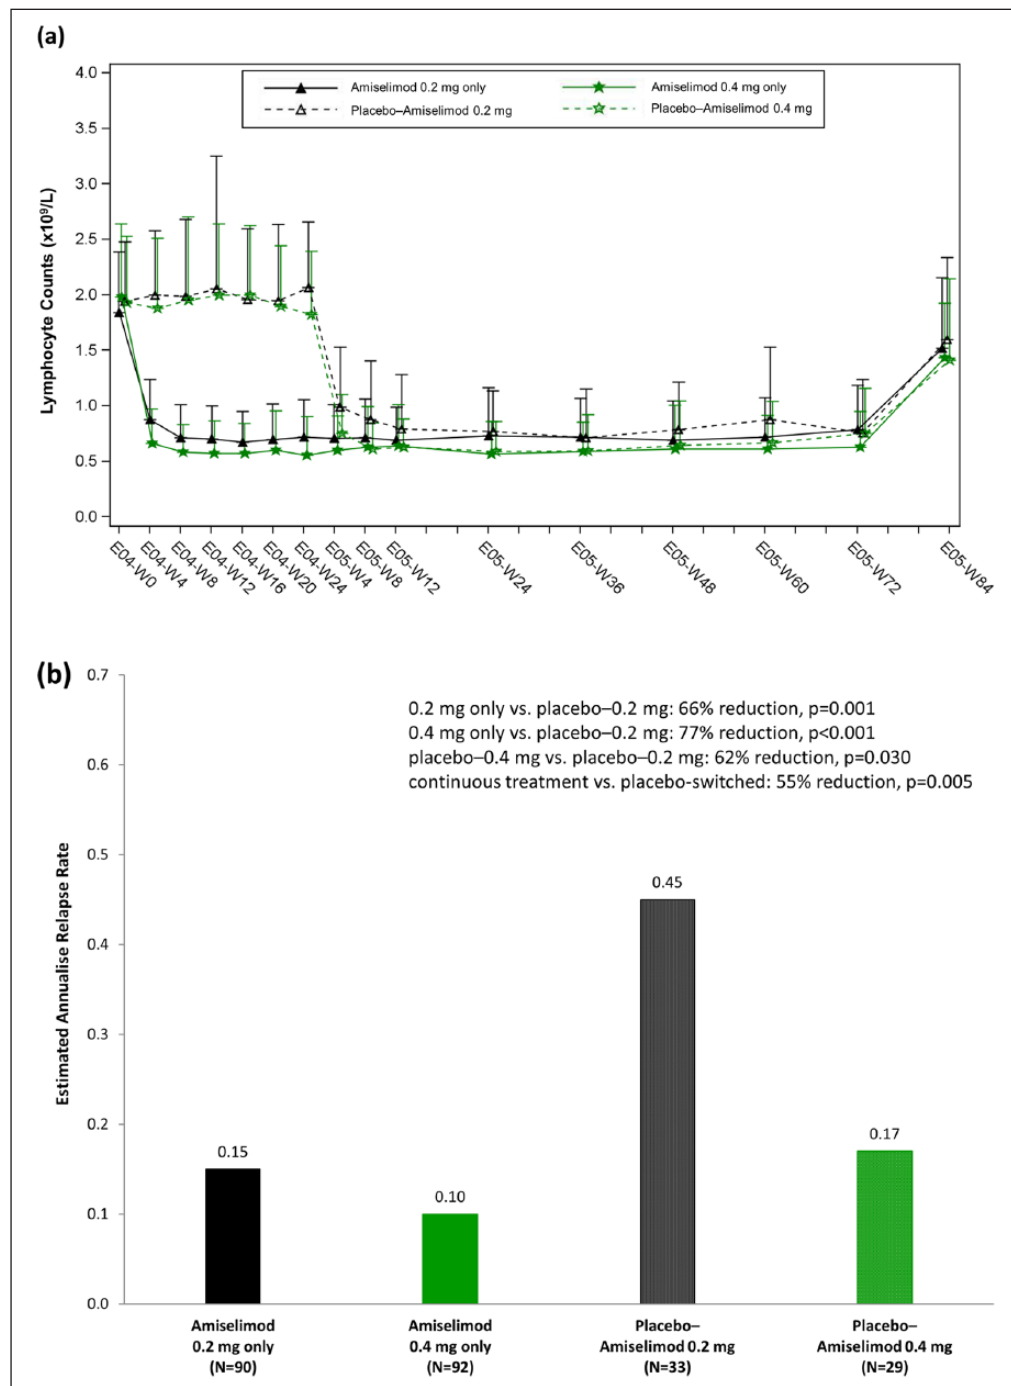 (a)
4.0
3.5
3.0
2.5
2.0
1.5
1.0
0.5
0.0
Lymphocyte Counts (x10⁹/L)
Amiselimod 0.2 mg only
Amiselimod 0.4 mg only
Placebo–Amiselimod 0.2 mg
Placebo–Amiselimod 0.4 mg
E04-W0
E04-W4
E04-W8
E04-W12
E04-W16
E04-W20
E04-W24
E05-W4
E05-W8
E05-W12
E05-W24
E05-W36
E05-W48
E05-W60
E05-W72
E05-W84
(b)
0.7
0.6
0.5
0.4
0.3
0.2
0.1
0.0
Estimated Annualise Relapse Rate
0.2 mg only vs. placebo–0.2 mg: 66% reduction, p=0.001
0.4 mg only vs. placebo–0.2 mg: 77% reduction, p<0.001
placebo–0.4 mg vs. placebo–0.2 mg: 62% reduction, p=0.030
continuous treatment vs. placebo-switched: 55% reduction, p=0.005
0.15
0.10
0.45
0.17
Amiselimod
0.2 mg only
(N=90)
Amiselimod
0.4 mg only
(N=92)
Placebo–
Amiselimod 0.2 mg
(N=33)
Placebo–
Amiselimod 0.4 mg
(N=29)